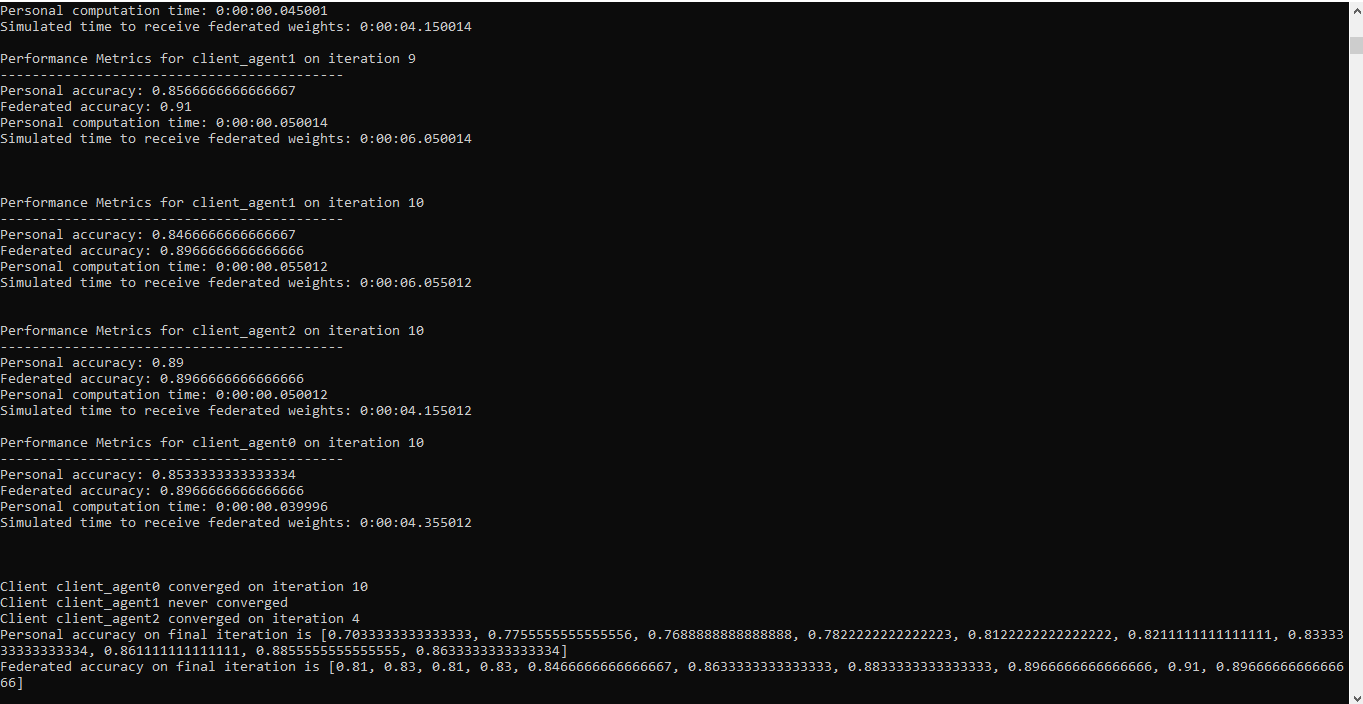 Personal computation time: 0:00:00.045001
Simulated time to receive federated weights: 0:00:04.150014
Performance Metrics for client_agent1 on iteration 9
-------------------------------------------
Personal accuracy: 0.8566666666666667
Federated accuracy: 0.91
Personal computation time: 0:00:00.050014
Simulated time to receive federated weights: 0:00:06.050014
Performance Metrics for client_agent1 on iteration 10
-------------------------------------------
Personal accuracy: 0.8466666666666667
Federated accuracy: 0.8966666666666666
Personal computation time: 0:00:00.055012
Simulated time to receive federated weights: 0:00:06.055012
Performance Metrics for client_agent2 on iteration 10
-------------------------------------------
Personal accuracy: 0.89
Federated accuracy: 0.8966666666666666
Personal computation time: 0:00:00.050012
Simulated time to receive federated weights: 0:00:04.155012
Performance Metrics for client_agent0 on iteration 10
-------------------------------------------
Personal accuracy: 0.8533333333333334
Federated accuracy: 0.8966666666666666
Personal computation time: 0:00:00.039996
Simulated time to receive federated weights: 0:00:04.355012
Client client_agent0 converged on iteration 10
Client client_agent1 never converged
Client client_agent2 converged on iteration 4
Personal accuracy on final iteration is [0.7033333333333333, 0.7755555555555556, 0.7688888888888888, 0.7822222222222223, 0.8122222222222222, 0.8211111111111111, 0.83333
33333333334, 0.861111111111111, 0.8855555555555555, 0.8633333333333334]
Federated accuracy on final iteration is [0.81, 0.83, 0.81, 0.83, 0.8466666666666667, 0.8633333333333333, 0.8833333333333333, 0.8966666666666666, 0.91, 0.89666666666666
66]